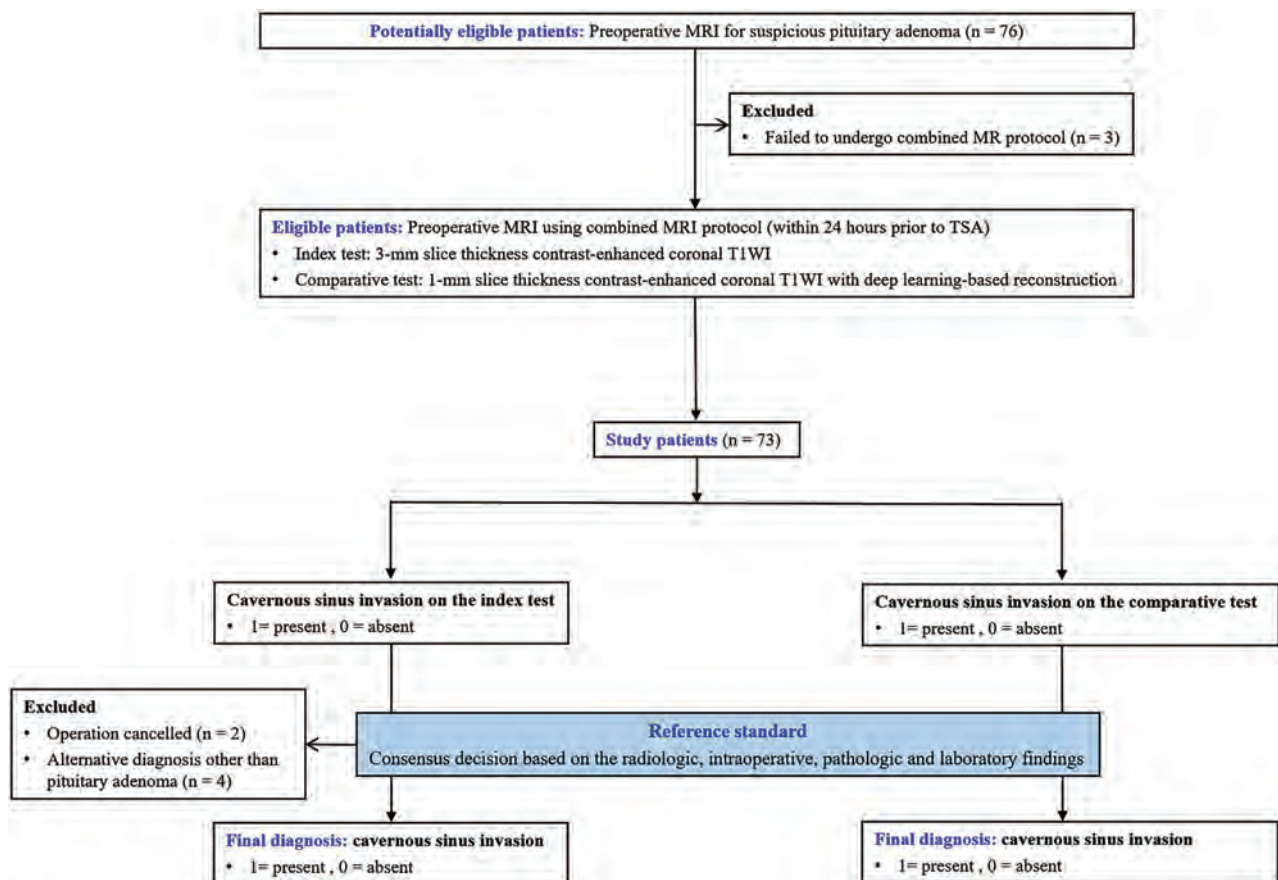 Potentially eligible patients: Preoperative MRI for suspicious pituitary adenoma (n = 76)
Excluded
• Failed to undergo combined MR protocol (n = 3)
Eligible patients: Preoperative MRI using combined MRI protocol (within 24 hours prior to TSA)
• Index test: 3-mm slice thickness contrast-enhanced coronal T1WI
• Comparative test: 1-mm slice thickness contrast-enhanced coronal T1WI with deep learning-based reconstruction
Study patients (n = 73)
Cavernous sinus invasion on the index test
• 1= present , 0 = absent
Cavernous sinus invasion on the comparative test
• 1= present , 0 = absent
Excluded
• Operation cancelled (n = 2)
• Alternative diagnosis other than
pituitary adenoma (n = 4)
Reference standard
Consensus decision based on the radiologic, intraoperative, pathologic and laboratory findings
Final diagnosis: cavernous sinus invasion
• 1= present , 0 = absent
Final diagnosis: cavernous sinus invasion
• 1= present , 0 = absent